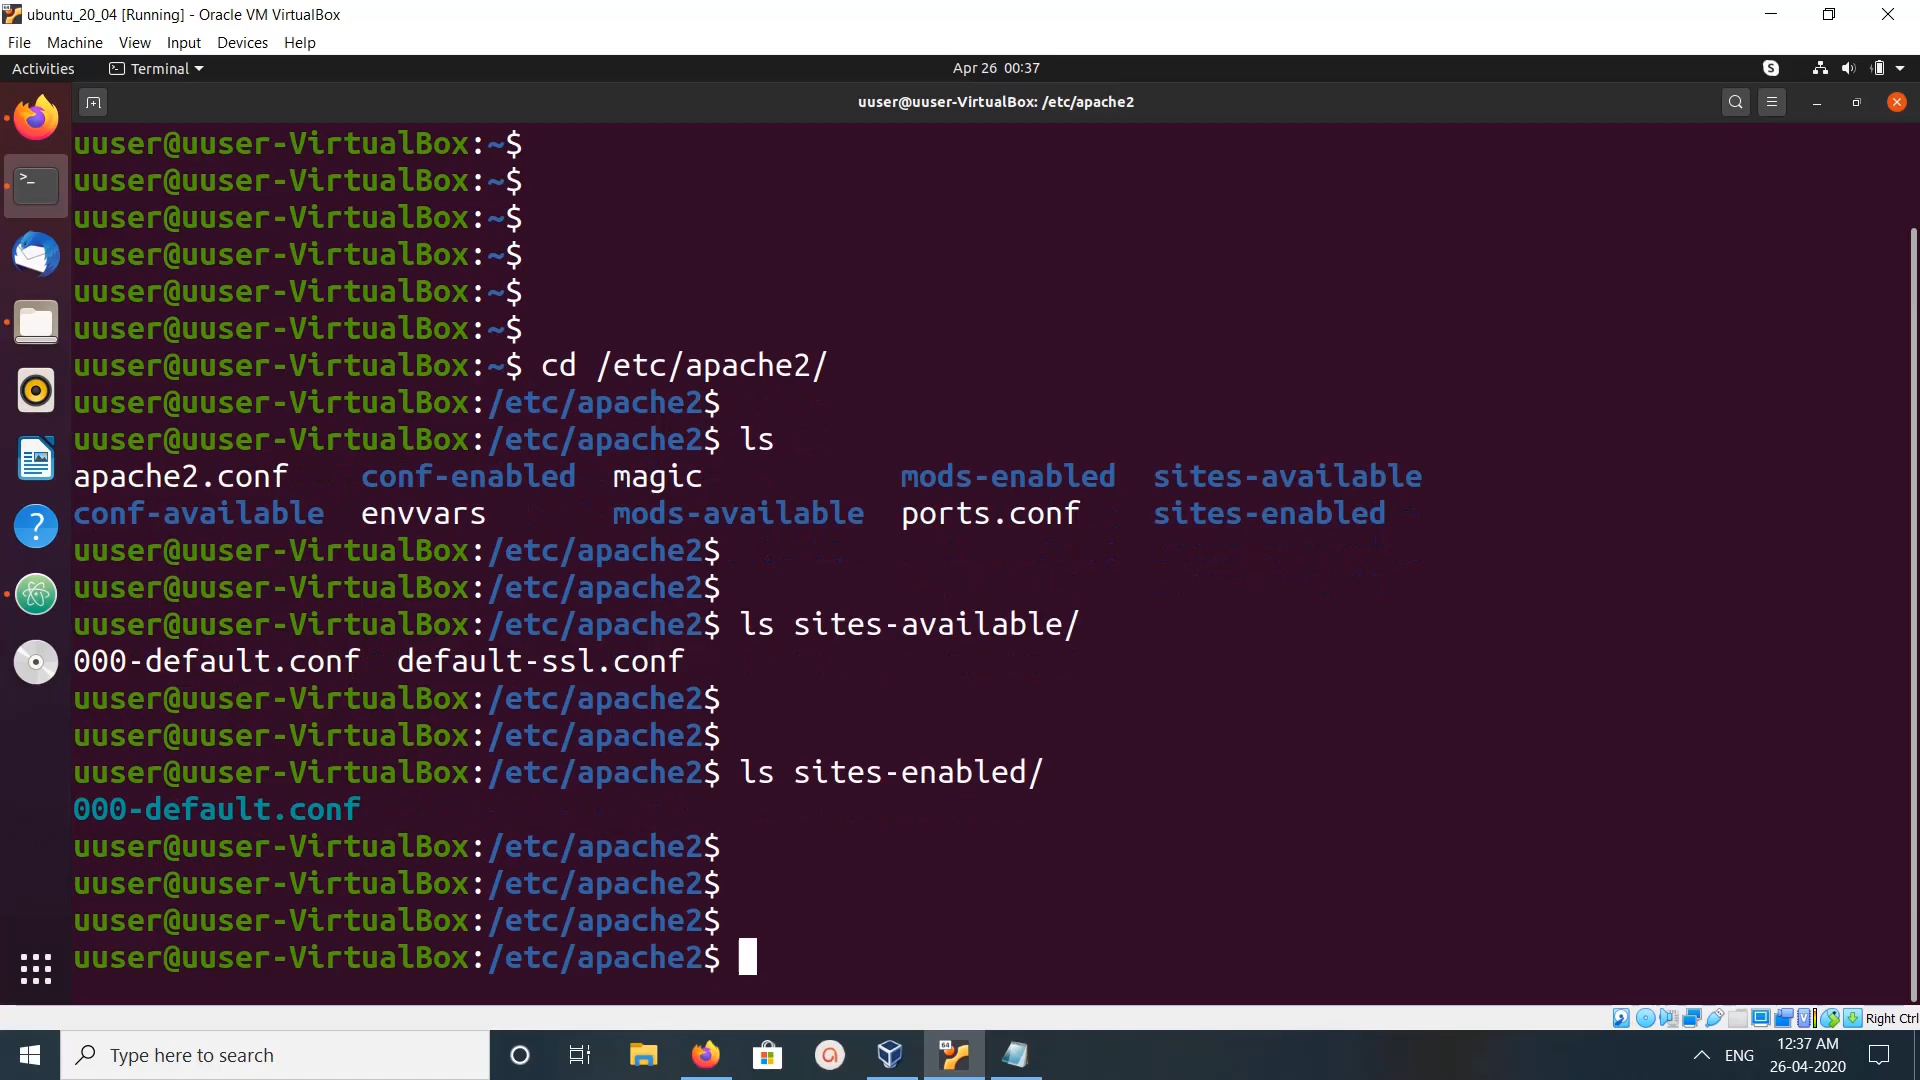 ubuntu_20_04 [Running] - Oracle VM VirtualBox
File Machine View Input Devices Help
Activities Terminal Apr 26 00:37
uuser@uuser-VirtualBox: /etc/apache2
uuser@uuser-VirtualBox:~$
uuser@uuser-VirtualBox:~$
uuser@uuser-VirtualBox:~$
uuser@uuser-VirtualBox:~$
uuser@uuser-VirtualBox:~$
uuser@uuser-VirtualBox:~$
uuser@uuser-VirtualBox:~$ cd /etc/apache2/
uuser@uuser-VirtualBox:/etc/apache2$
uuser@uuser-VirtualBox:/etc/apache2$ ls
apache2.conf conf-enabled magic mods-enabled sites-available
conf-available envvars mods-available ports.conf sites-enabled
uuser@uuser-VirtualBox:/etc/apache2$
uuser@uuser-VirtualBox:/etc/apache2$
uuser@uuser-VirtualBox:/etc/apache2$ ls sites-available/
000-default.conf default-ssl.conf
uuser@uuser-VirtualBox:/etc/apache2$
uuser@uuser-VirtualBox:/etc/apache2$
uuser@uuser-VirtualBox:/etc/apache2$ ls sites-enabled/
000-default.conf
uuser@uuser-VirtualBox:/etc/apache2$
uuser@uuser-VirtualBox:/etc/apache2$
uuser@uuser-VirtualBox:/etc/apache2$
uuser@uuser-VirtualBox:/etc/apache2$
Right Ctrl
Type here to search
ENG
12:37 AM
26-04-2020